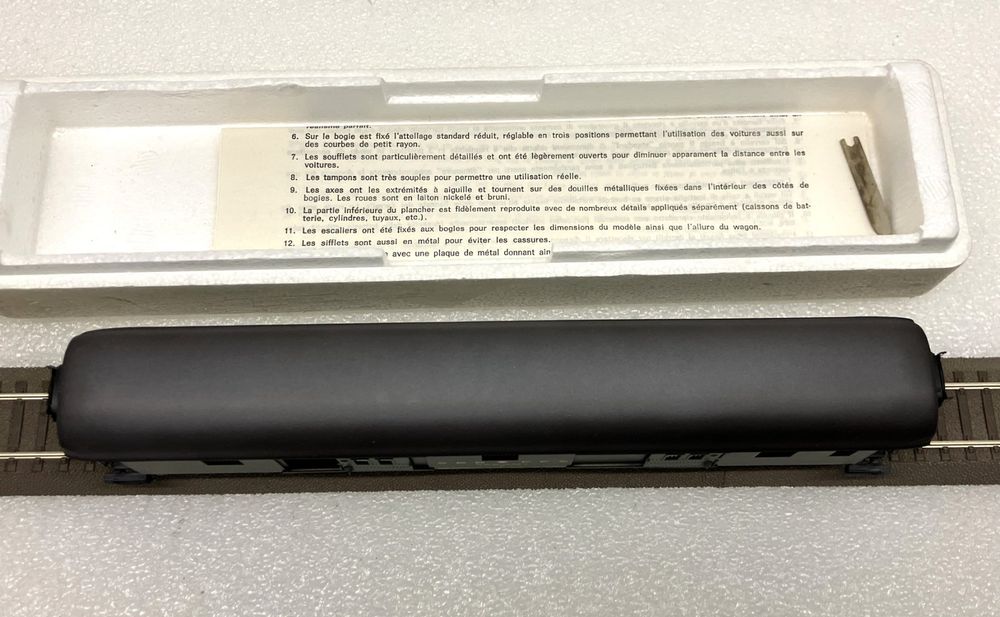 réalisme parfait.
6. Sur le bogie est fixé l'attellage standard réduit, réglable en trois positions permettant l'utilisation des voitures aussi sur
des courbes de petit rayon.
7. Les soufflets sont particulièrement détaillés et ont été lègèrement ouverts pour diminuer apparament la distance entre les
voitures.
8. Les tampons sont très souples pour permettre une utilisation réelle.
9. Les axes ont les extrémités à aiguille et tournent sur des douilles métalliques fixées dans l'intérieur des côtés de
bogies. Les roues sont en laiton nickelé et bruni.
10. La partie inférieure du plancher est fidèlement reproduite avec de nombreux détails appliqués séparément (caissons de bat-
terie, cylindres, tuyaux, etc.).
11. Les escaliers ont été fixés aux bogies pour respecter les dimensions du modèle ainsi que l'alluro du wagon.
12. Les sifflets sont aussi en métal pour éviter les cassures.
avec une plaque de métal donnant ain